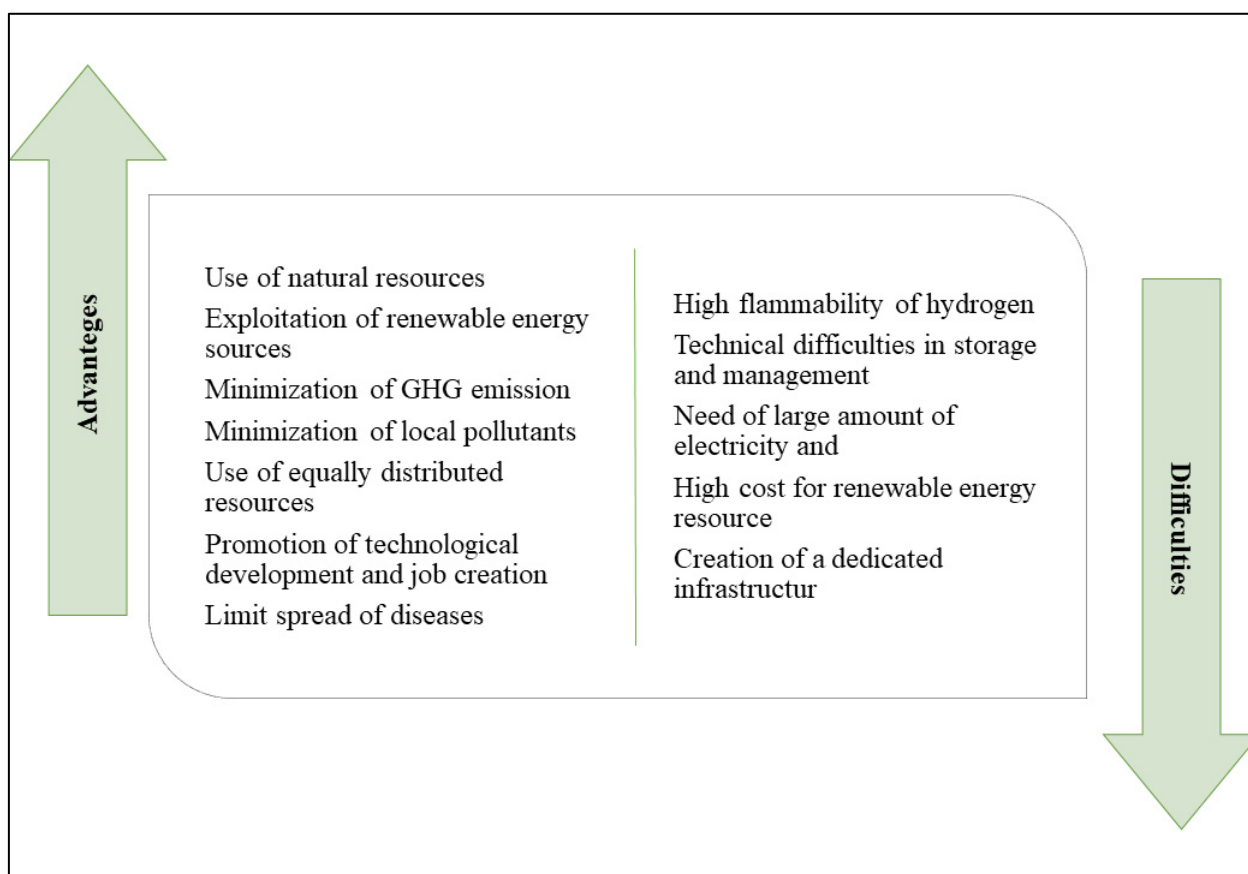 Advanteges
Use of natural resources
Exploitation of renewable energy
sources
Minimization of GHG emission
Minimization of local pollutants
Use of equally distributed
resources
Promotion of technological
development and job creation
Limit spread of diseases
High flammability of hydrogen
Technical difficulties in storage
and management
Need of large amount of
electricity and
High cost for renewable energy
resource
Creation of a dedicated
infrastructur
Difficulties